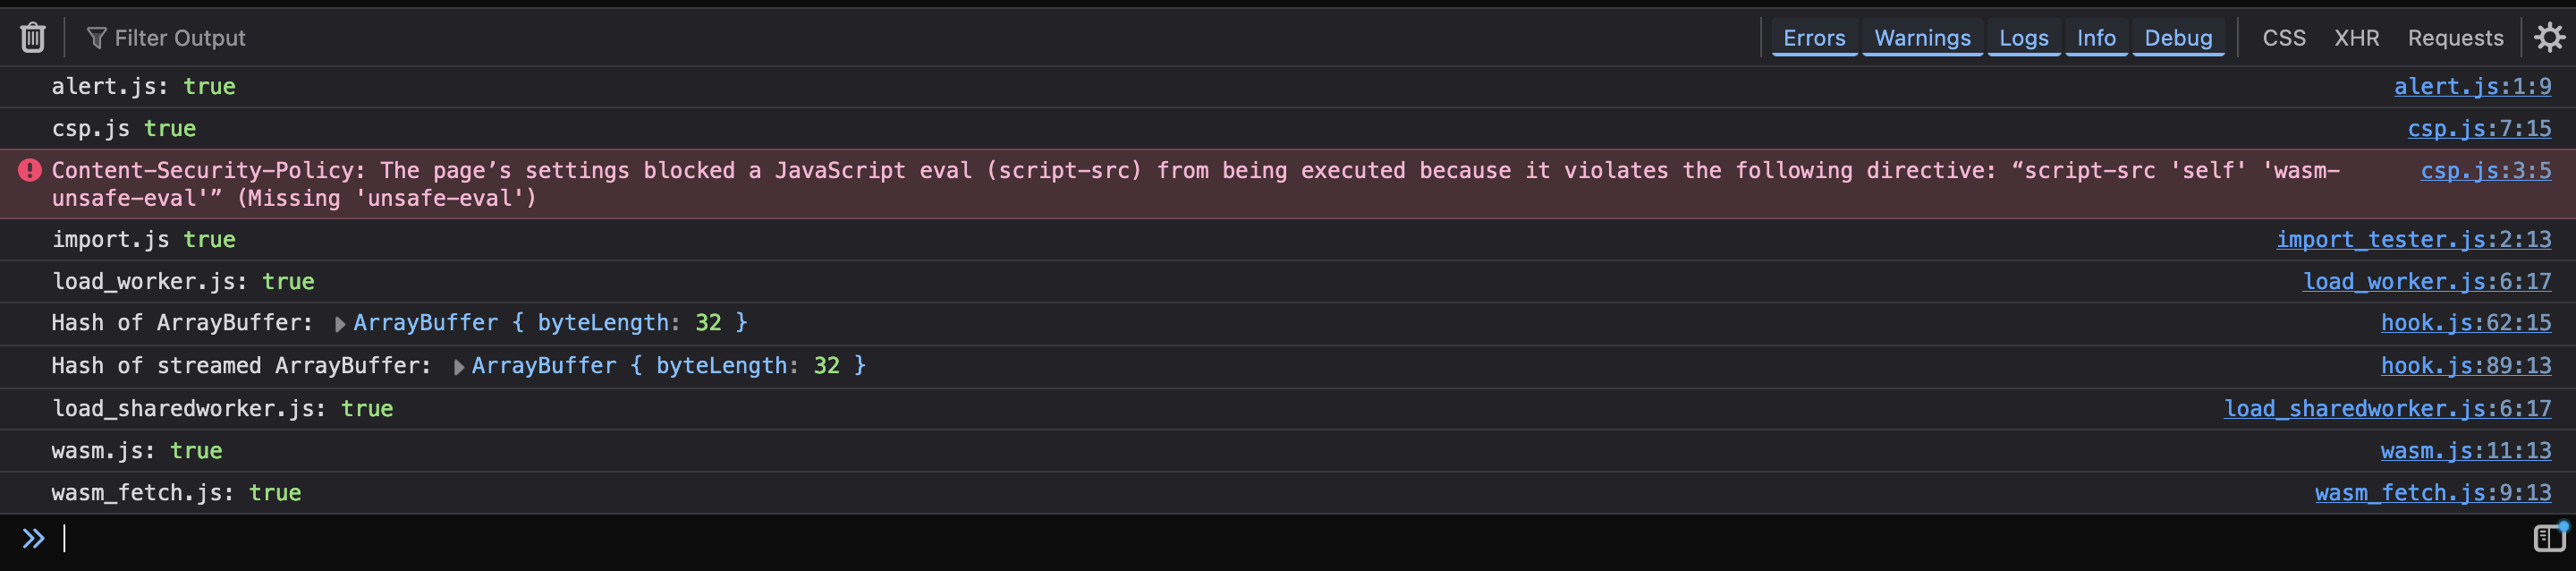 Filter Output Errors Warnings Logs Info Debug CSS XHR Requests
alert.js: true alert.js:1:9
csp.js true csp.js:7:15
Content-Security-Policy: The page’s settings blocked a JavaScript eval (script-src) from being executed because it violates the following directive: “script-src 'self' 'wasm- csp.js:3:5
unsafe-eval'” (Missing 'unsafe-eval')
import.js true import_tester.js:2:13
load_worker.js: true load_worker.js:6:17
Hash of ArrayBuffer: ArrayBuffer { byteLength: 32 } hook.js:62:15
Hash of streamed ArrayBuffer: ArrayBuffer { byteLength: 32 } hook.js:89:13
load_sharedworker.js: true load_sharedworker.js:6:17
wasm.js: true wasm.js:11:13
wasm_fetch.js: true wasm_fetch.js:9:13